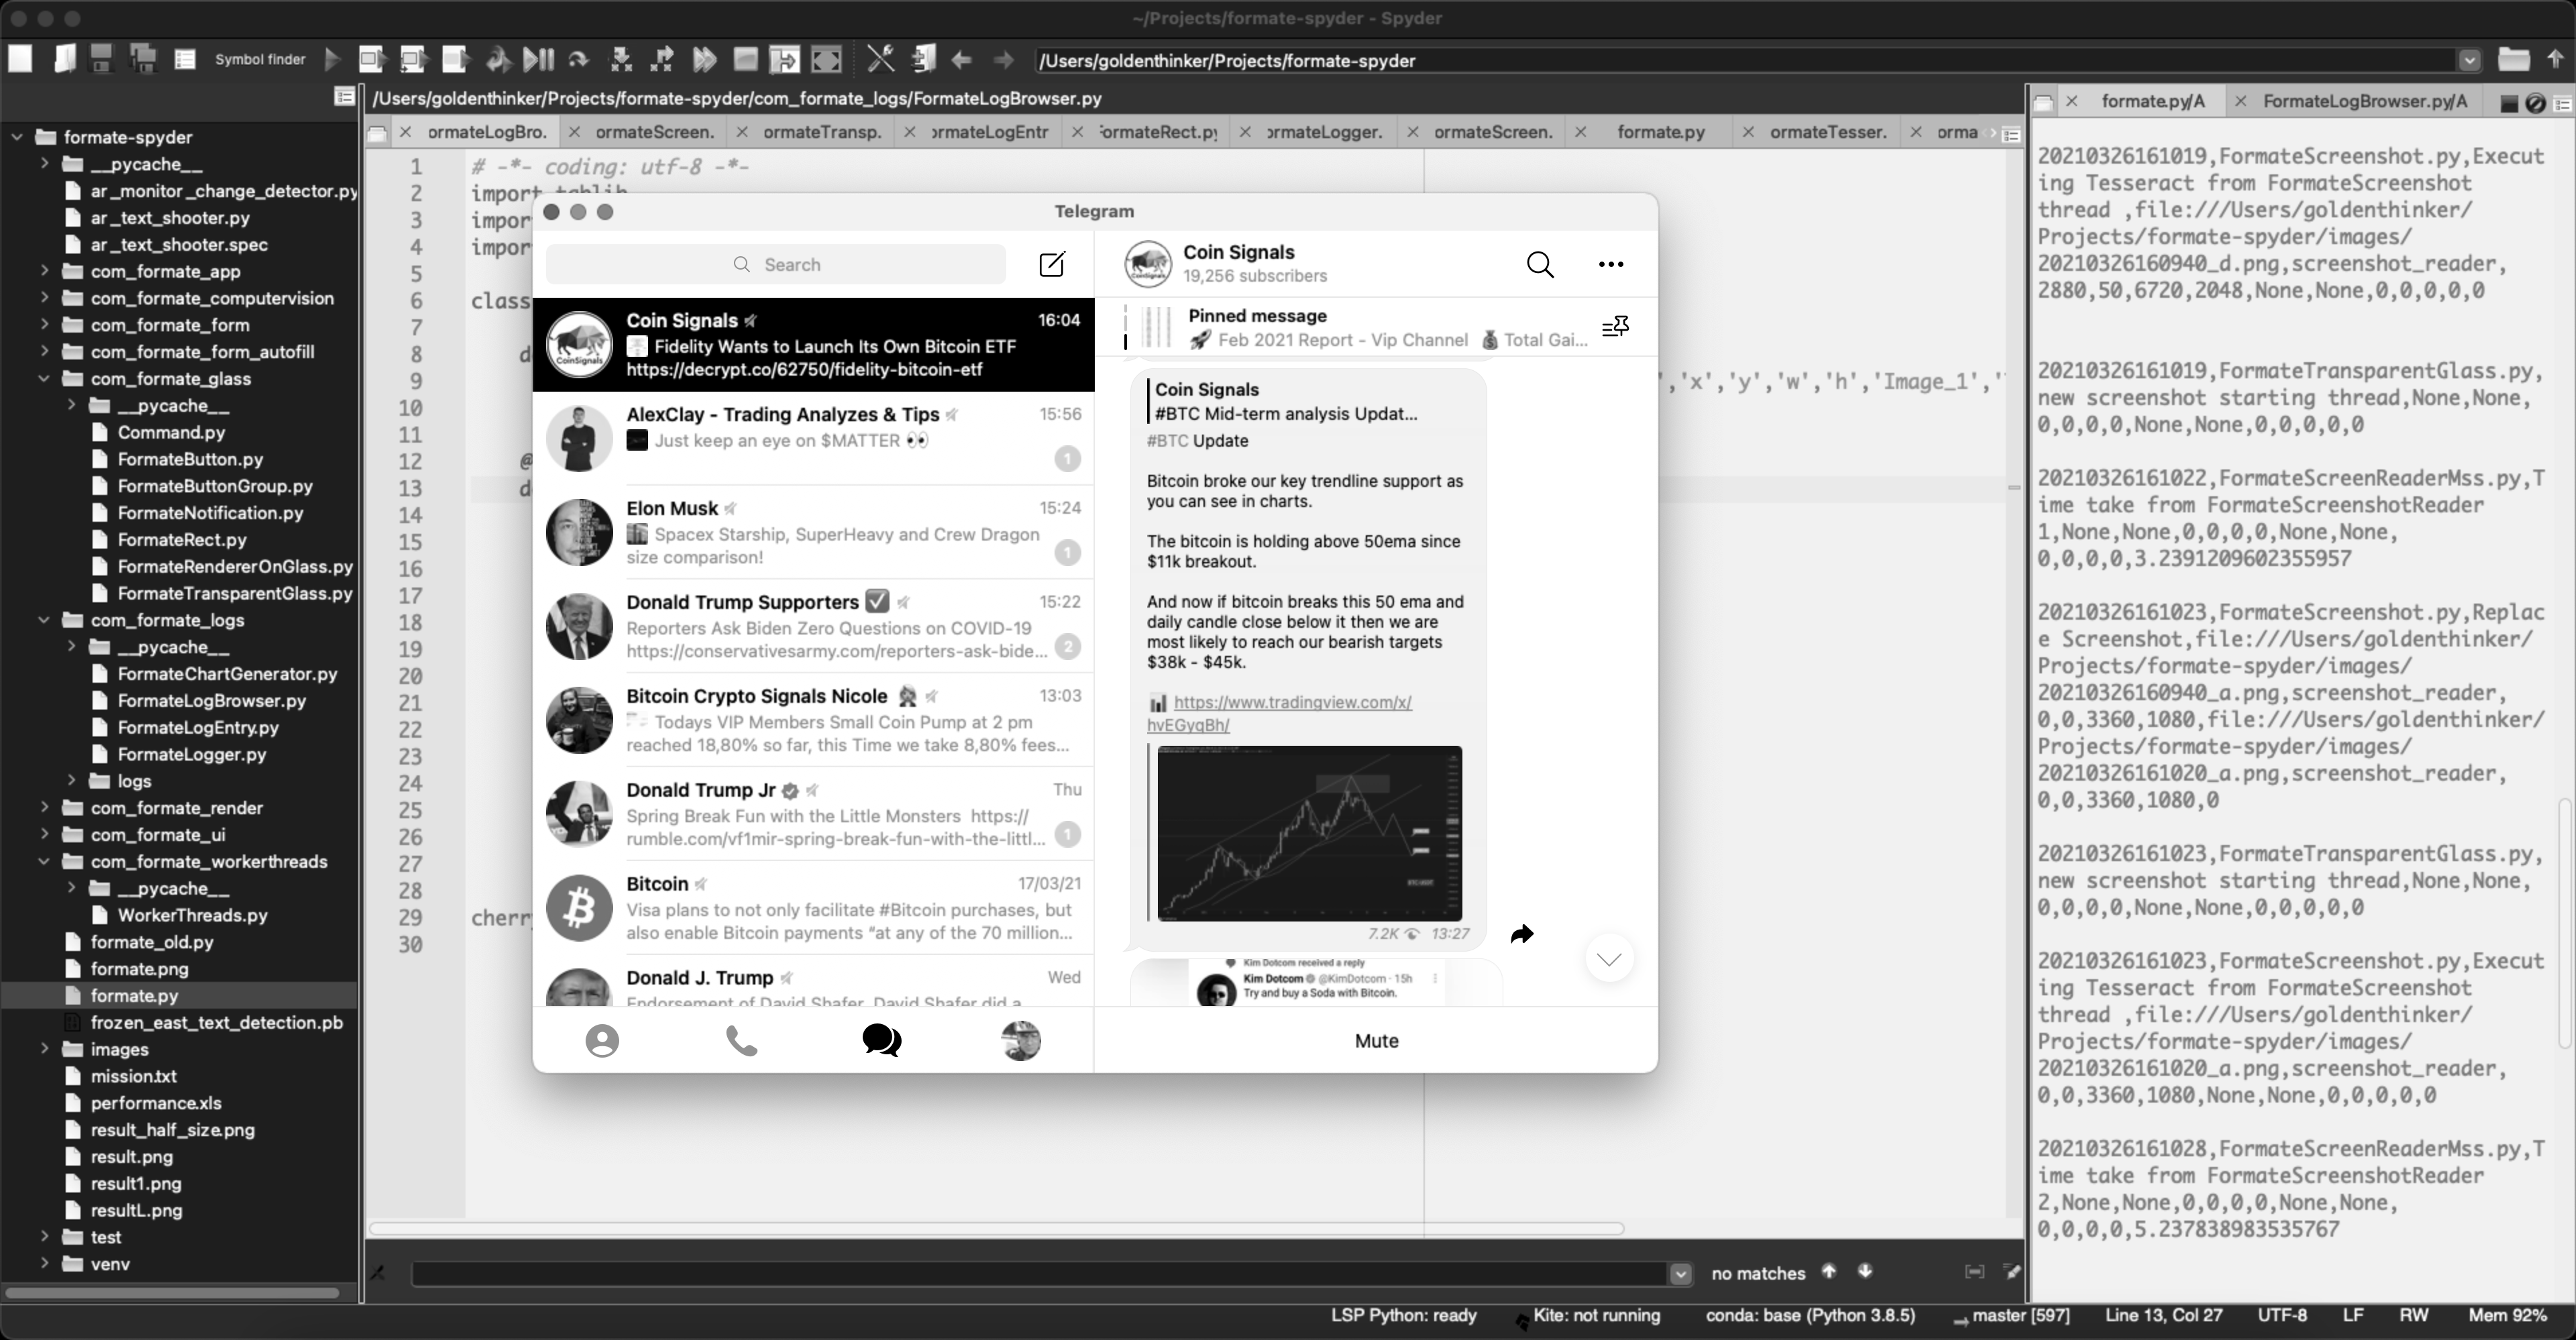 ~/Projects/formate-spyder - Spyder
Symbol finder
/Users/goldenthinker/Projects/formate-spyder
/Users/goldenthinker/Projects/formate-spyder/com_formate_logs/FormateLogBrowser.py
formate-spyder
__pycache__
ar_monitor_change_detector.py
ar_text_shooter.py
ar_text_shooter.spec
com_formate_app
com_formate_computervision
com_formate_form
com_formate_form_autofill
com_formate_glass
__pycache__
Command.py
FormateButton.py
FormateButtonGroup.py
FormateNotification.py
FormateRect.py
FormateRendererOnGlass.py
FormateTransparentGlass.py
com_formate_logs
__pycache__
FormateChartGenerator.py
FormateLogBrowser.py
FormateLogEntry.py
FormateLogger.py
logs
com_formate_render
com_formate_ui
com_formate_workerthreads
__pycache__
WorkerThreads.py
formate_old.py
formate.png
formate.py
frozen_east_text_detection.pb
images
mission.txt
performance.xls
result_half_size.png
result.png
result1.png
resultL.png
test
venv
ormateLogBro. ormateScreen. ormateTransp. ormateLogEntr ormateRect.py ormateLogger. ormateScreen. formate.py ormateTesser. orma
1 # -*- coding: utf-8 -*-
2 import tablib
3 impor
4 impor
5
6 class
7
8 d
9 ,'x','y','w','h','Image_1','
10
11
12 @
13 d
14
15
16
17
18
19
20
21
22
23
24
25
26
27
28
29 cherr
30
Telegram
Search
Coin Signals 16:04
Fidelity Wants to Launch Its Own Bitcoin ETF
https://decrypt.co/62750/fidelity-bitcoin-etf
CoinSignals
AlexClay - Trading Analyzes & Tips 15:56
Just keep an eye on $MATTER 👀
1
Elon Musk 15:24
Spacex Starship, SuperHeavy and Crew Dragon
size comparison!
1
Donald Trump Supporters ☑ 15:22
Reporters Ask Biden Zero Questions on COVID-19
https://conservativesarmy.com/reporters-ask-bide...
2
Bitcoin Crypto Signals Nicole 13:03
Todays VIP Members Small Coin Pump at 2 pm
reached 18,80% so far, this Time we take 8,80% fees...
Donald Trump Jr Thu
Spring Break Fun with the Little Monsters https://
rumble.com/vf1mir-spring-break-fun-with-the-littl...
1
Bitcoin 17/03/21
Visa plans to not only facilitate #Bitcoin purchases, but
also enable Bitcoin payments “at any of the 70 million...
Donald J. Trump Wed
Endorsement of David Shafer David Shafer did a
Coin Signals
19,256 subscribers
Pinned message
🚀 Feb 2021 Report - Vip Channel 💰 Total Gai...
Coin Signals
#BTC Mid-term analysis Updat...
#BTC Update
Bitcoin broke our key trendline support as
you can see in charts.
The bitcoin is holding above 50ema since
$11k breakout.
And now if bitcoin breaks this 50 ema and
daily candle close below it then we are
most likely to reach our bearish targets
$38k - $45k.
📊 https://www.tradingview.com/x/
hvEGyqBh/
7.2K 13:27
Kim Dotcom received a reply
Kim Dotcom @KimDotcom · 15h
Try and buy a Soda with Bitcoin.
Mute
formate.py/A FormateLogBrowser.py/A
20210326161019,FormateScreenshot.py,Execut
ing Tesseract from FormateScreenshot
thread ,file:///Users/goldenthinker/
Projects/formate-spyder/images/
20210326160940_d.png,screenshot_reader,
2880,50,6720,2048,None,None,0,0,0,0,0
20210326161019,FormateTransparentGlass.py,
new screenshot starting thread,None,None,
0,0,0,0,None,None,0,0,0,0,0
20210326161022,FormateScreenReaderMss.py,T
ime take from FormateScreenshotReader
1,None,None,0,0,0,0,None,None,
0,0,0,0,3.2391209602355957
20210326161023,FormateScreenshot.py,Replac
e Screenshot,file:///Users/goldenthinker/
Projects/formate-spyder/images/
20210326160940_a.png,screenshot_reader,
0,0,3360,1080,file:///Users/goldenthinker/
Projects/formate-spyder/images/
20210326161020_a.png,screenshot_reader,
0,0,3360,1080,0
20210326161023,FormateTransparentGlass.py,
new screenshot starting thread,None,None,
0,0,0,0,None,None,0,0,0,0,0
20210326161023,FormateScreenshot.py,Execut
ing Tesseract from FormateScreenshot
thread ,file:///Users/goldenthinker/
Projects/formate-spyder/images/
20210326161020_a.png,screenshot_reader,
0,0,3360,1080,None,None,0,0,0,0,0
20210326161028,FormateScreenReaderMss.py,T
ime take from FormateScreenshotReader
2,None,None,0,0,0,0,None,None,
0,0,0,0,5.237838983535767
no matches
LSP Python: ready Kite: not running conda: base (Python 3.8.5) master [597] Line 13, Col 27 UTF-8 LF RW Mem 92%